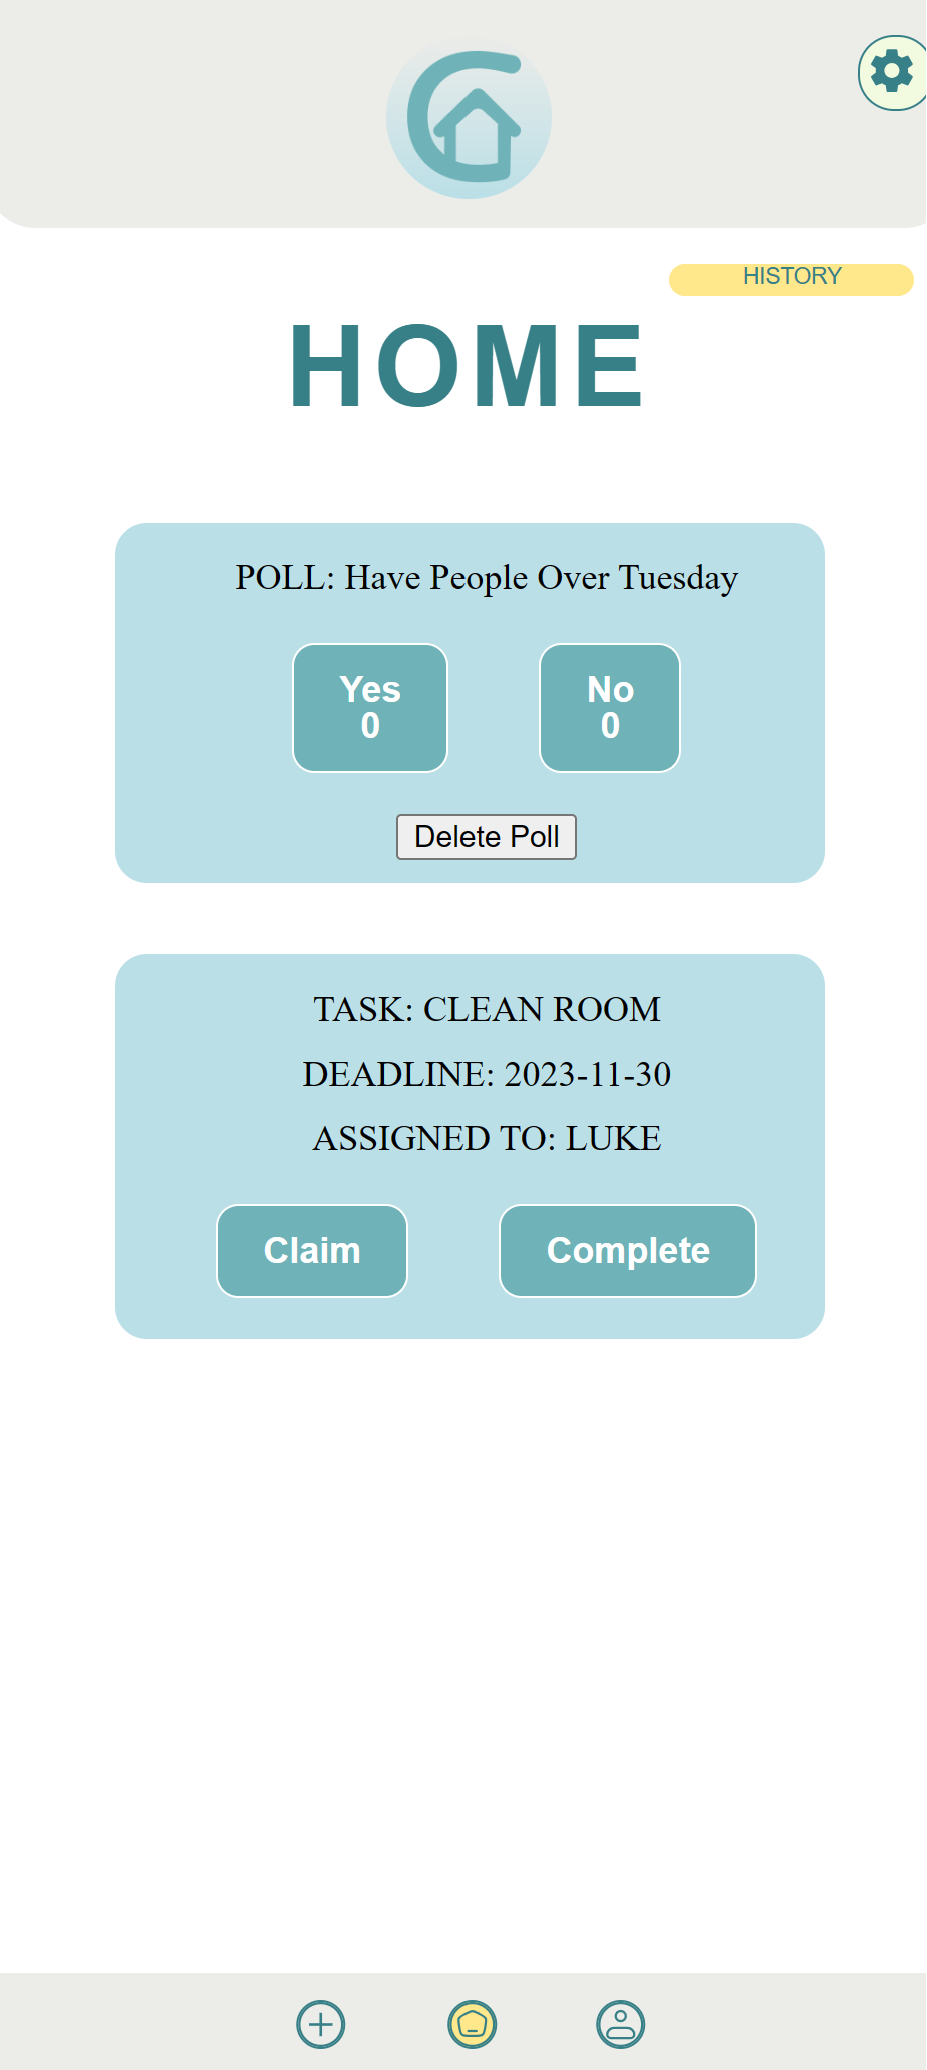 HISTORY
HOME
POLL: Have People Over Tuesday
Yes
0
No
0
Delete Poll
TASK: CLEAN ROOM
DEADLINE: 2023-11-30
ASSIGNED TO: LUKE
Claim
Complete